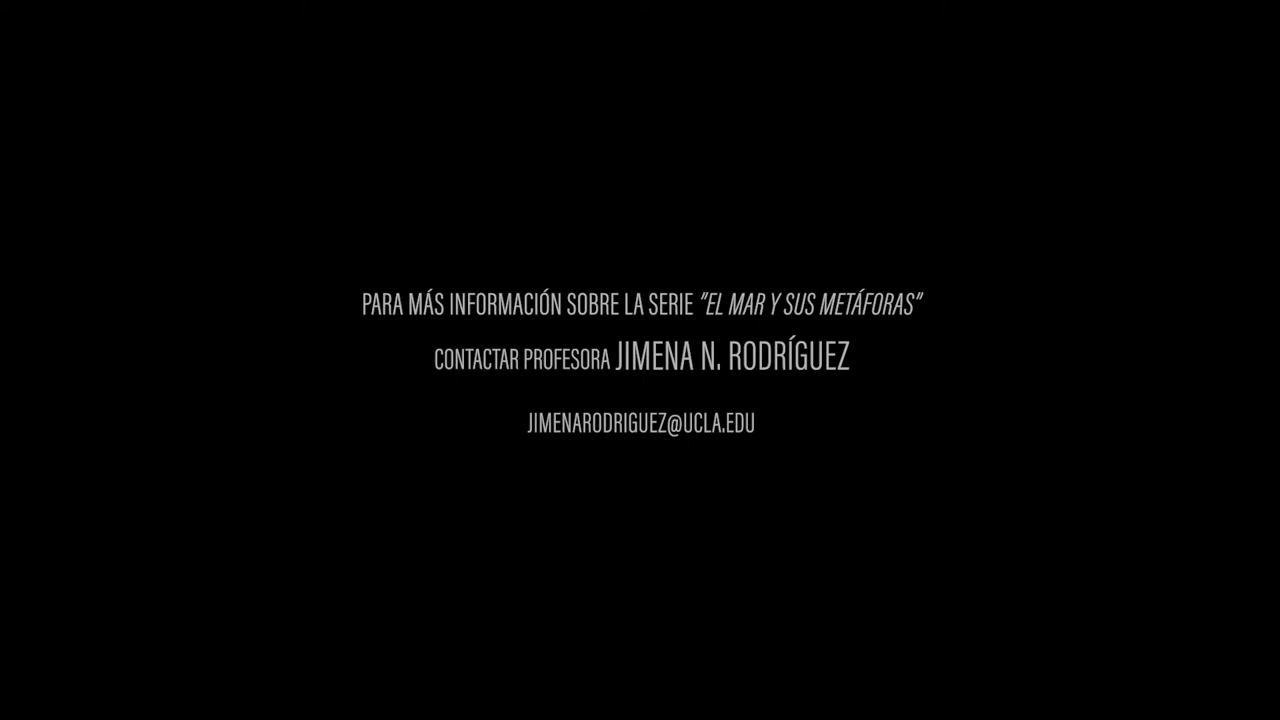 PARA MÁS INFORMACIÓN SOBRE LA SERIE "EL MAR Y SUS METÁFORAS"
CONTACTAR PROFESORA JIMENA N. RODRÍGUEZ
JIMENARODRIGUEZ@UCLA.EDU